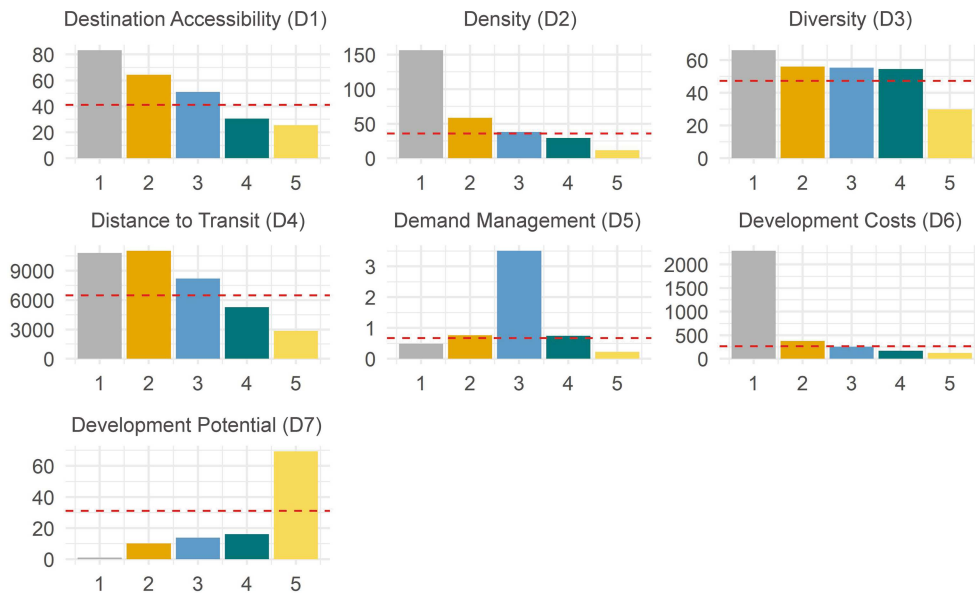 Destination Accessibility (D1)
80
60
40
20
0
1 2 3 4 5
Density (D2)
150
100
50
0
1 2 3 4 5
Diversity (D3)
60
40
20
0
1 2 3 4 5
Distance to Transit (D4)
9000
6000
3000
0
1 2 3 4 5
Demand Management (D5)
3
2
1
0
1 2 3 4 5
Development Costs (D6)
2000
1500
1000
500
0
1 2 3 4 5
Development Potential (D7)
60
40
20
0
1 2 3 4 5